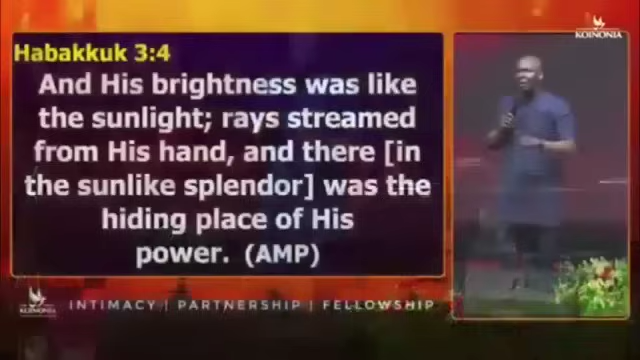 KOINONIA
Habakkuk 3:4
And His brightness was like
the sunlight; rays streamed
from His hand, and there [in
the sunlike splendor] was the
hiding place of His
power. (AMP)
KOINONIA
INTIMACY | PARTNERSHIP | FELLOWSHIP